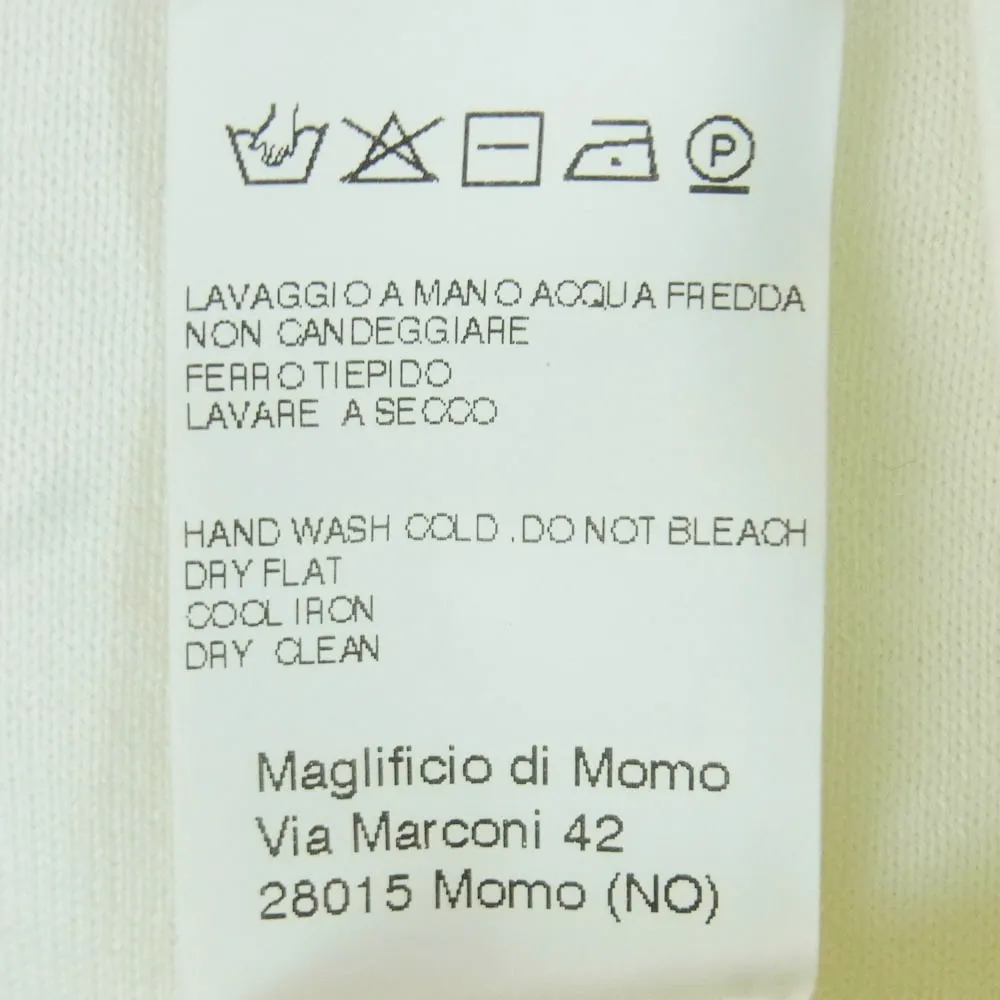 P
LAVAGGIO A MANO ACQUA FREDDA
NON CANDEGGIARE
FERRO TIEPIDO
LAVARE A SECCO
HAND WASH COLD .DO NOT BLEACH
DRY FLAT
COOL IRON
DRY CLEAN
Maglificio di Momo
Via Marconi 42
28015 Momo (NO)